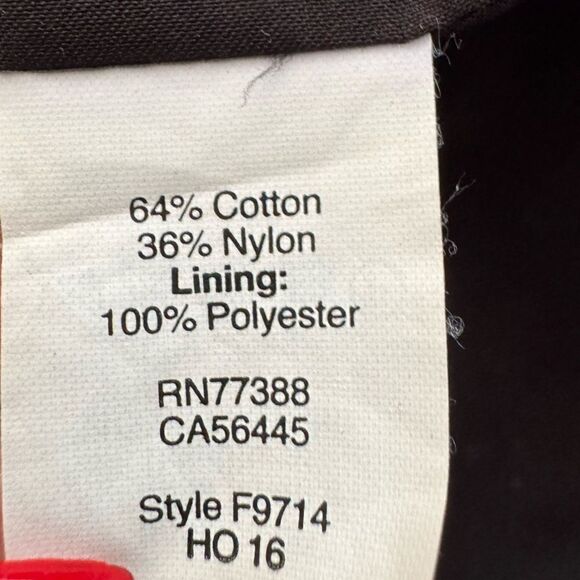 64% Cotton
36% Nylon
Lining:
100% Polyester
RN77388
CA56445
Style F9714
HO 16